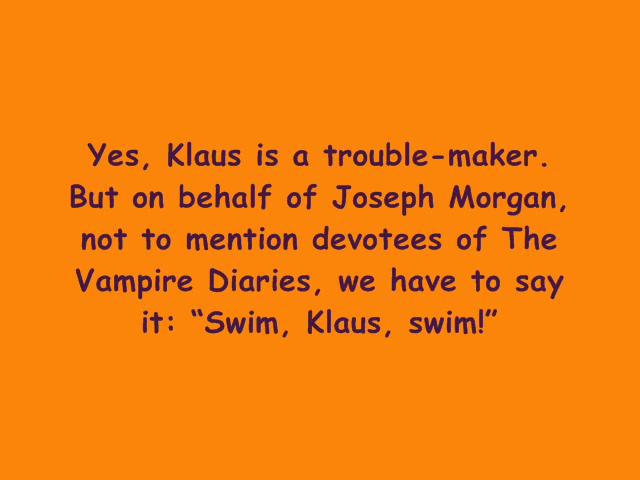 Yes, Klaus is a trouble-maker.
But on behalf of Joseph Morgan,
not to mention devotees of The
Vampire Diaries, we have to say
it: “Swim, Klaus, swim!”